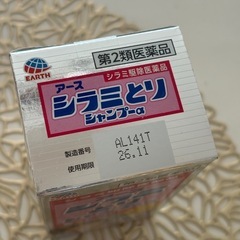 EARTH
第2類医薬品
シラミ駆除医薬品
アース
シラミとり
シャンプーα
製造番号 AL141T
使用期限 26.11